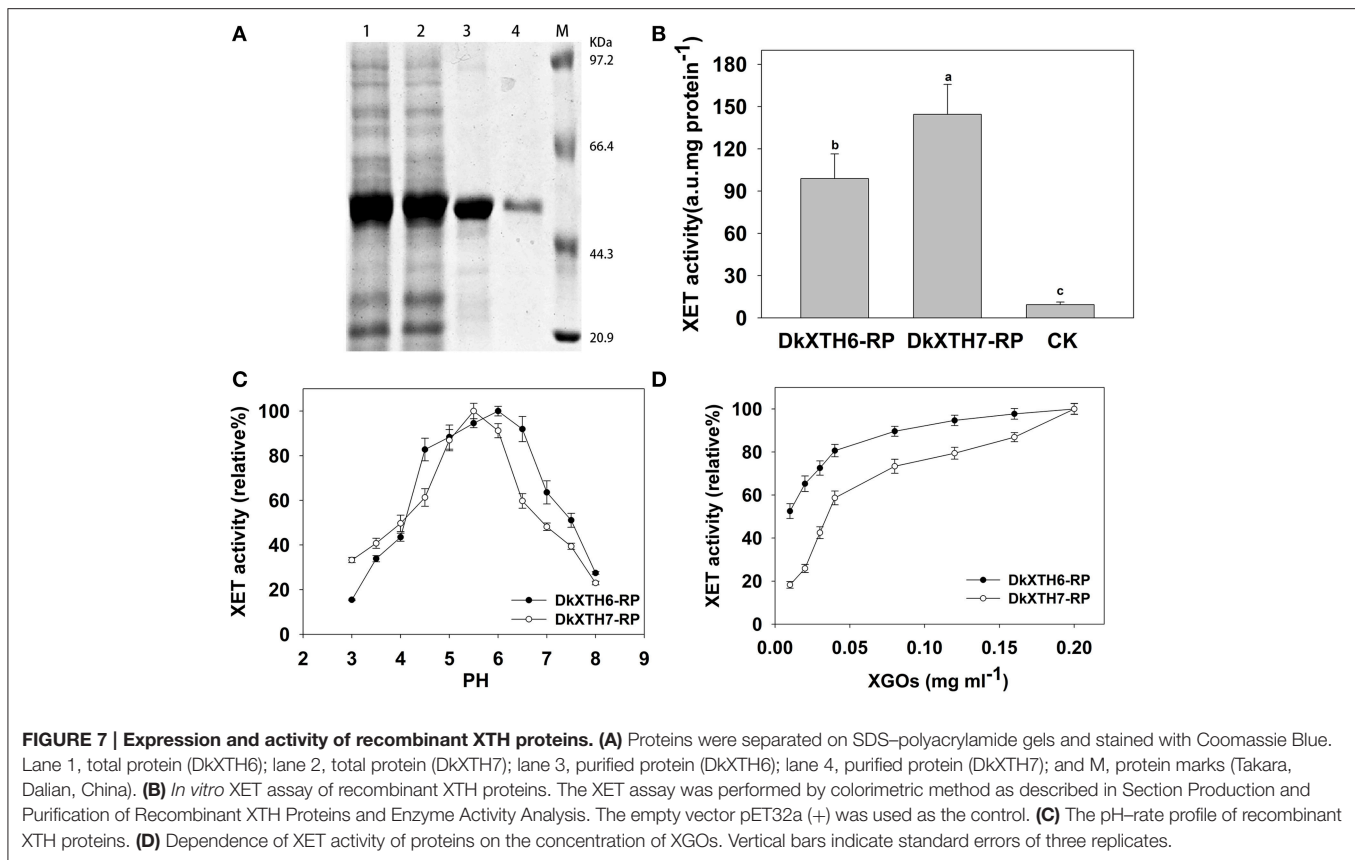 A
1 2 3 4 M
KDa
97.2
66.4
44.3
20.9
B
XET activity(a.u.mg protein-1)
180
150
120
90
60
30
0
b
a
c
DkXTH6-RP DkXTH7-RP CK
C
XET activity (relative%)
100
80
60
40
20
0
DkXTH6-RP
DkXTH7-RP
2 3 4 5 6 7 8 9
PH
D
XET activity (relative%)
100
80
60
40
20
0
DkXTH6-RP
DkXTH7-RP
0.00 0.05 0.10 0.15 0.20
XGOs (mg ml-1)
FIGURE 7 | Expression and activity of recombinant XTH proteins. (A) Proteins were separated on SDS–polyacrylamide gels and stained with Coomassie Blue.
Lane 1, total protein (DkXTH6); lane 2, total protein (DkXTH7); lane 3, purified protein (DkXTH6); lane 4, purified protein (DkXTH7); and M, protein marks (Takara,
Dalian, China). (B) In vitro XET assay of recombinant XTH proteins. The XET assay was performed by colorimetric method as described in Section Production and
Purification of Recombinant XTH Proteins and Enzyme Activity Analysis. The empty vector pET32a (+) was used as the control. (C) The pH–rate profile of recombinant
XTH proteins. (D) Dependence of XET activity of proteins on the concentration of XGOs. Vertical bars indicate standard errors of three replicates.